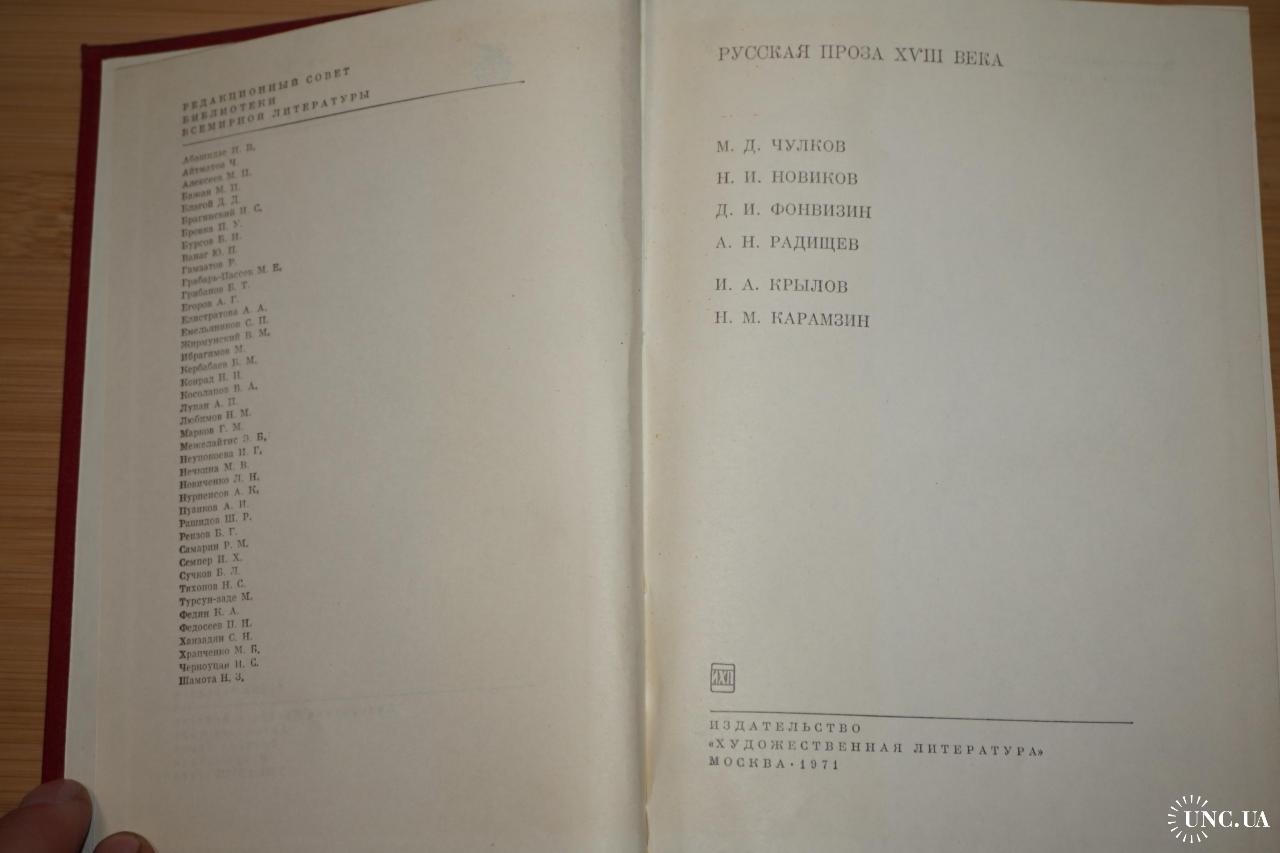 РЕДАКЦИОННЫЙ СОВЕТ
БИБЛИОТЕКИ
ВСЕМИРНОЙ ЛИТЕРАТУРЫ
Абашидзе И. В.
Айтматов Ч.
Алексеев М. П.
Бажан М. П.
Благой Д. Д.
Брагинский И. С.
Бровка П. У.
Бурсов Б. И.
Ванаг Ю. П.
Гамзатов Р.
Грабарь-Пассек М. Е.
Грибанов Б. Т.
Егоров А. Г.
Елистратова А. А.
Емельяников С. П.
Жирмунский В. М.
Ибрагимов М.
Кербабаев Б. М.
Конрад Н. И.
Косолапов В. А.
Лупан А. П.
Любимов Н. М.
Марков Г. М.
Межелайтис Э. Б.
Неупокоева И. Г.
Нечкина М. В.
Новиченко Л. Н.
Нурпеисов А. К.
Пузиков А. И.
Рашидов Ш. Р.
Реизов Б. Г.
Самарин Р. М.
Семпер И. Х.
Сучков Б. Л.
Тихонов Н. С.
Турсун-заде М.
Федин К. А.
Федосеев П. Н.
Ханзадян С. Н.
Храпченко М. Б.
Черноуцан И. С.
Шамота Н. З.
РУССКАЯ ПРОЗА XVIII ВЕКА
М. Д. ЧУЛКОВ
Н. И. НОВИКОВ
Д. И. ФОНВИЗИН
А. Н. РАДИЩЕВ
И. А. КРЫЛОВ
Н. М. КАРАМЗИН
ИХЛ
ИЗДАТЕЛЬСТВО
«ХУДОЖЕСТВЕННАЯ ЛИТЕРАТУРА»
МОСКВА · 1971
UNC.UA